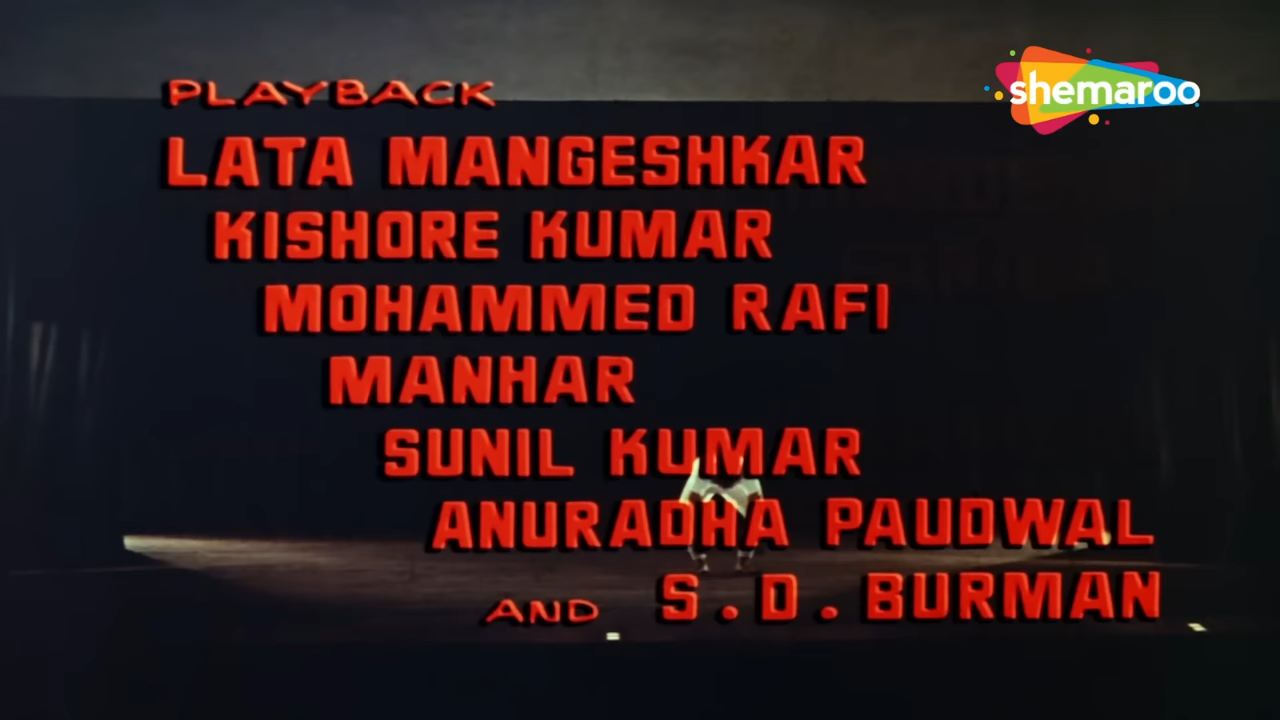 shemaroo
PLAYBACK
LATA MANGESHKAR
KISHORE KUMAR
MOHAMMED RAFI
MANHAR
SUNIL KUMAR
ANURADHA PAUDWAL
AND S.D.BURMAN